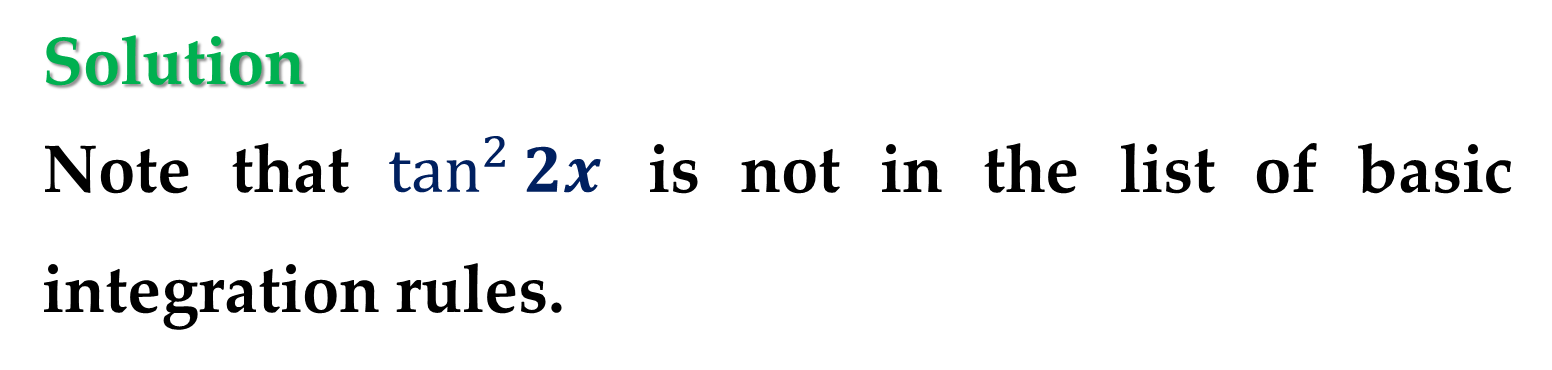 Solution
Note that tan² 2x is not in the list of basic
integration rules.